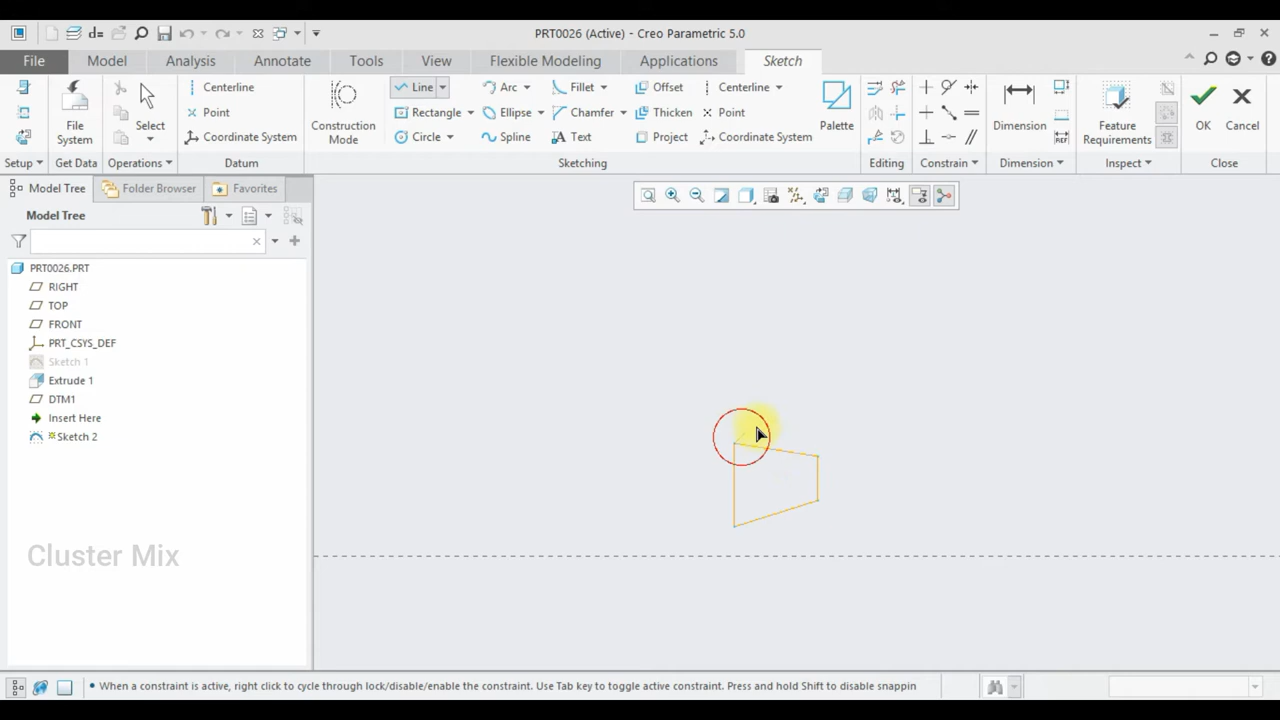 PRT0026 (Active) - Creo Parametric 5.0
File Model Analysis Annotate Tools View Flexible Modeling Applications Sketch
Centerline Line Arc Fillet Offset Centerline
Point Rectangle Ellipse Chamfer Thicken Point
File System Select Coordinate System Construction Mode Circle Spline Text Project Coordinate System Palette Dimension Feature Requirements OK Cancel
Setup Get Data Operations Datum Sketching Editing Constrain Dimension Inspect Close
Model Tree Folder Browser Favorites
Model Tree
PRT0026.PRT
RIGHT
TOP
FRONT
PRT_CSYS_DEF
Sketch 1
Extrude 1
DTM1
Insert Here
Sketch 2
Cluster Mix
• When a constraint is active, right click to cycle through lock/disable/enable the constraint. Use Tab key to toggle active constraint. Press and hold Shift to disable snappin